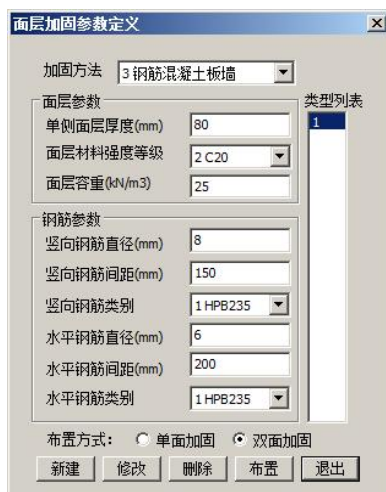 面层加固参数定义
加固方法 3 钢筋混凝土板墙
面层参数 类型列表
单侧面层厚度(mm) 80 1
面层材料强度等级 2 C20
面层容重(kN/m3) 25
钢筋参数
竖向钢筋直径(mm) 8
竖向钢筋间距(mm) 150
竖向钢筋类别 1 HPB235
水平钢筋直径(mm) 6
水平钢筋间距(mm) 200
水平钢筋类别 1 HPB235
布置方式： 单面加固 双面加固
新建 修改 删除 布置 退出